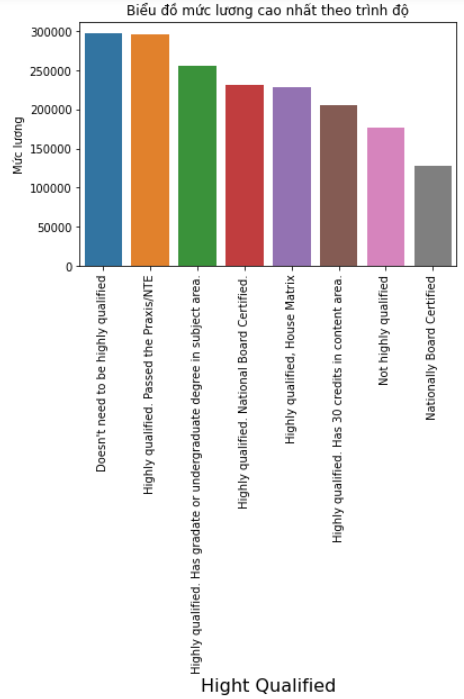 Biểu đồ mức lương cao nhất theo trình độ
300000
250000
200000
150000
100000
50000
0
Mức lương
Doesn't need to be highly qualified
Highly qualified. Passed the Praxis/NTE
Highly qualified. Has gradate or undergraduate degree in subject area.
Highly qualified. National Board Certified.
Highly qualified, House Matrix
Highly qualified. Has 30 credits in content area.
Not highly qualified
Nationally Board Certified
Hight Qualified